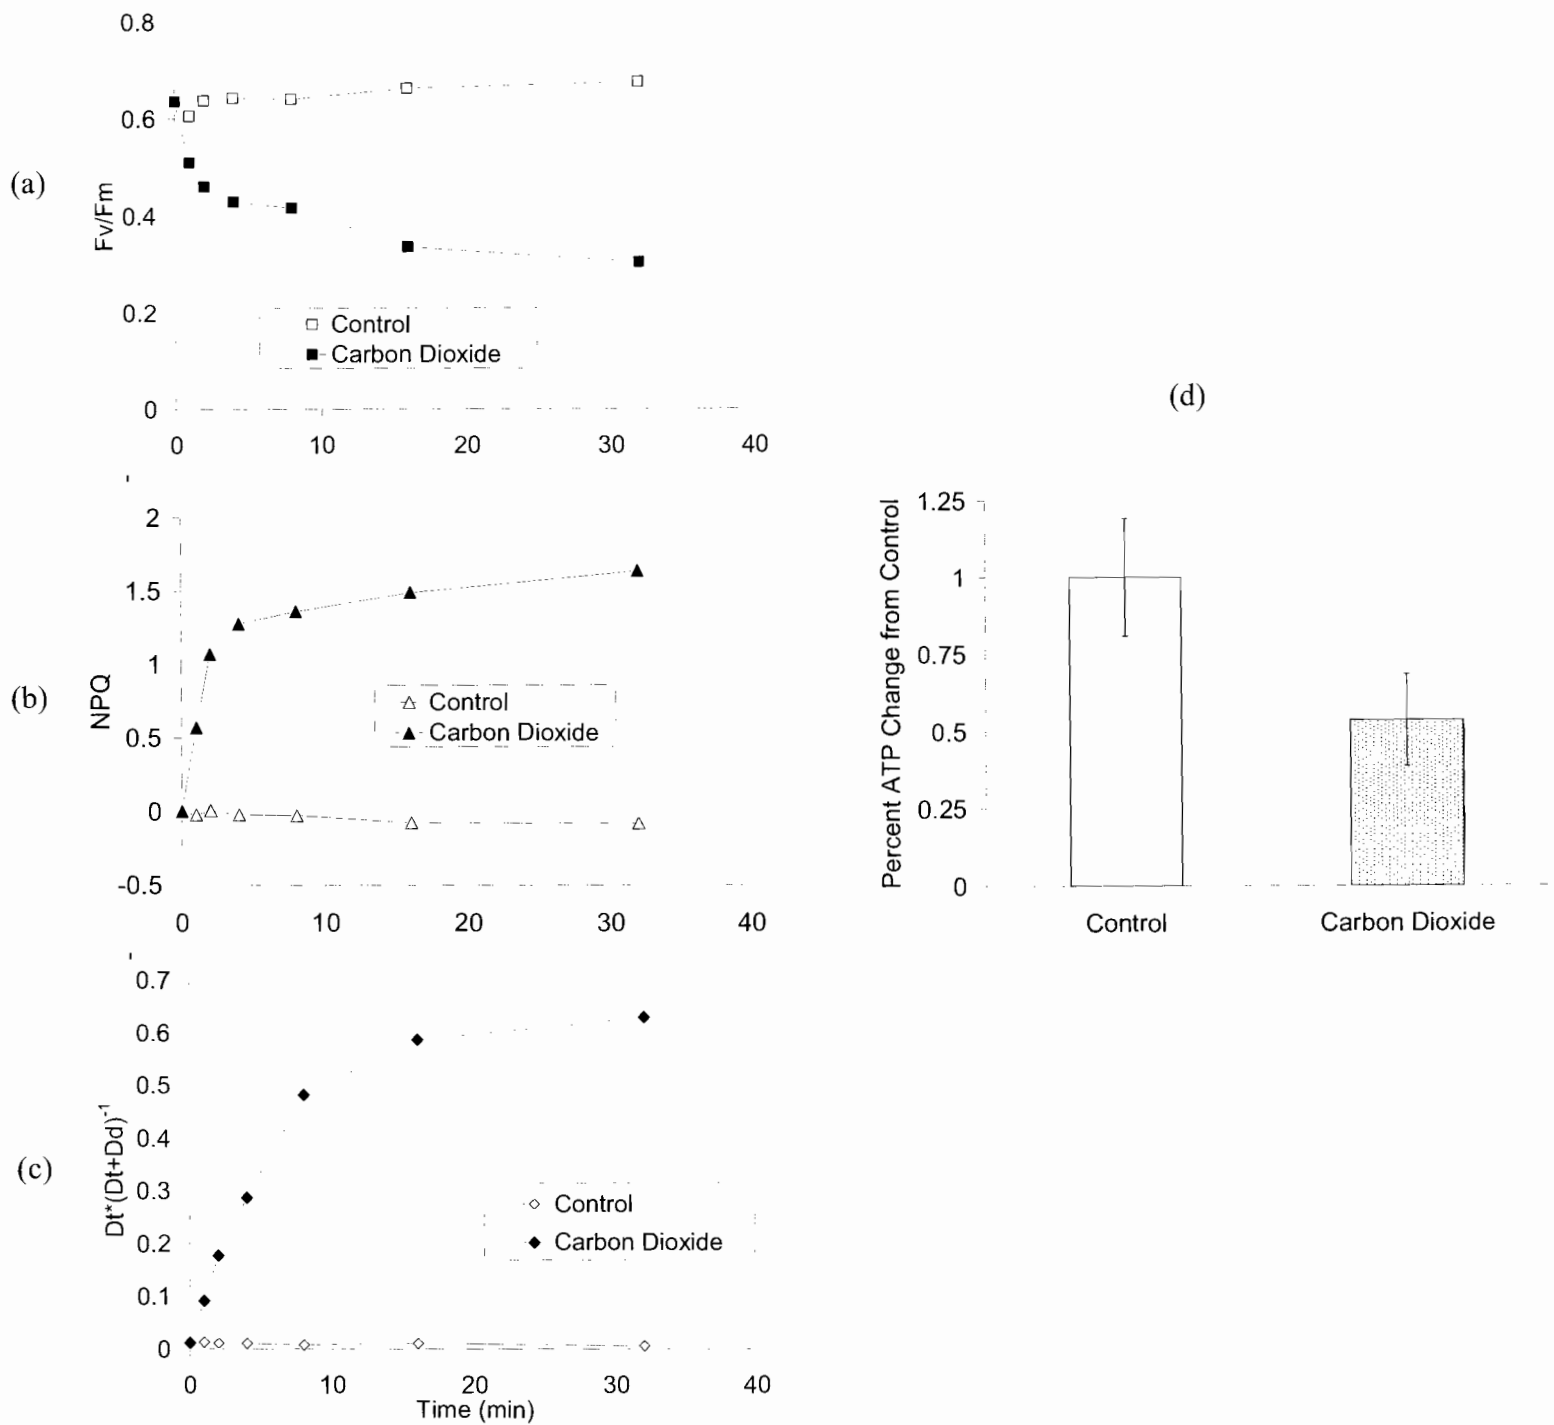 (a)
Fv/Fm
0.8
0.6
0.4
0.2
0
Control
Carbon Dioxide
0 10 20 30 40
(b)
NPQ
2
1.5
1
0.5
0
-0.5
Control
Carbon Dioxide
0 10 20 30 40
(c)
Dt*(Dt+Dd)-1
0.7
0.6
0.5
0.4
0.3
0.2
0.1
0
Control
Carbon Dioxide
0 10 20 30 40
Time (min)
(d)
Percent ATP Change from Control
1.25
1
0.75
0.5
0.25
0
Control Carbon Dioxide